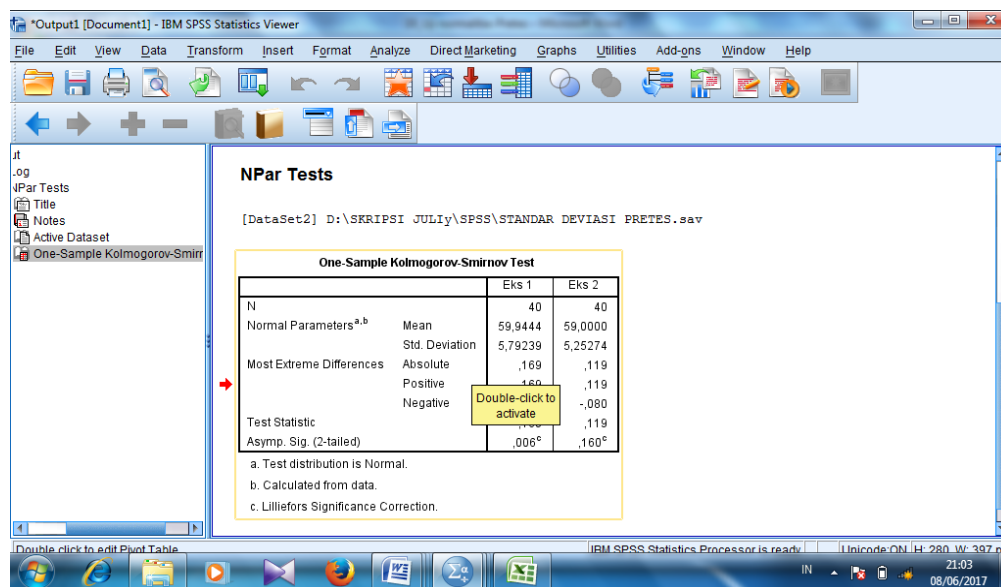 *Output1 [Document1] - IBM SPSS Statistics Viewer
File Edit View Data Transform Insert Format Analyze Direct Marketing Graphs Utilities Add-ons Window Help
ut
.og
NPar Tests
Title
Notes
Active Dataset
One-Sample Kolmogorov-Smirr
NPar Tests
[DataSet2] D:\SKRIPSI JULIy\SPSS\STANDAR DEVIASI PRETES.sav
One-Sample Kolmogorov-Smirnov Test
Eks 1 Eks 2
N 40 40
Normal Parameters a,b Mean 59,9444 59,0000
Std. Deviation 5,79239 5,25274
Most Extreme Differences Absolute ,169 ,119
Positive ,169 ,119
Negative -,080
Double-click to
activate
Test Statistic ,119
Asymp. Sig. (2-tailed) ,006c ,160c
a. Test distribution is Normal.
b. Calculated from data.
c. Lilliefors Significance Correction.
Double click to edit Pivot Table
IBM SPSS Statistics Processor is ready Unicode:ON H: 280, W: 397
IN 21:03
08/06/2017